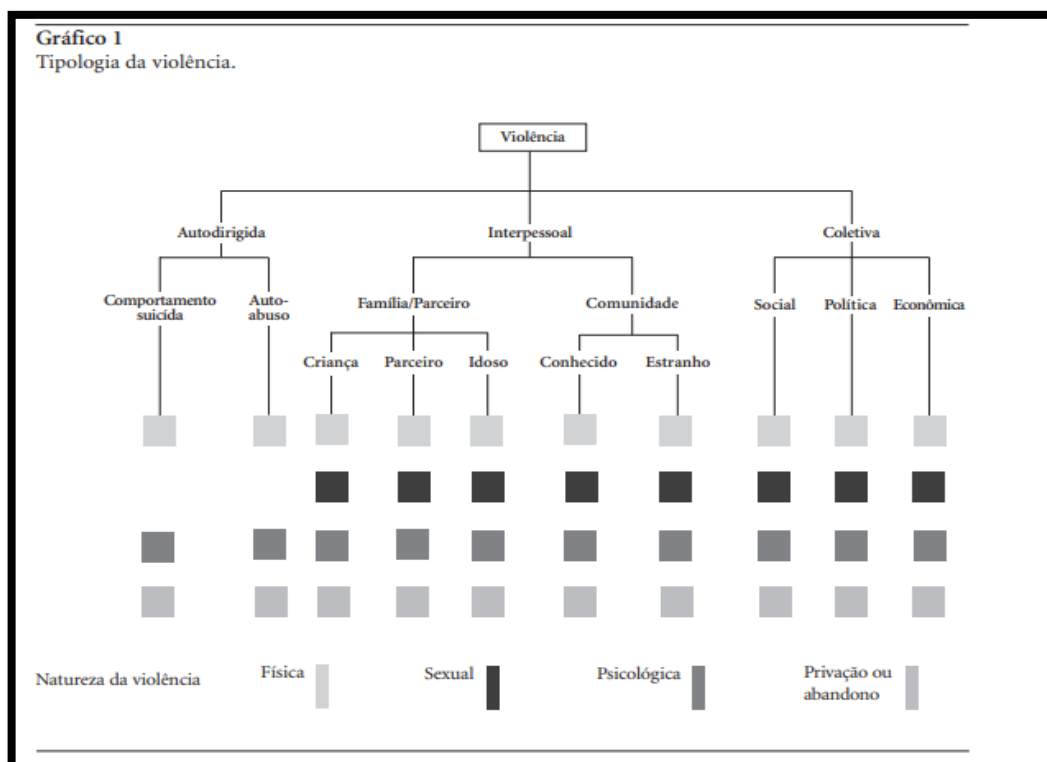 Gráfico 1
Tipologia da violência.
Violência
Autodirigida
Interpessoal
Coletiva
Comportamento
suicída
Auto-
abuso
Família/Parceiro
Comunidade
Social
Política
Econômica
Criança
Parceiro
Idoso
Conhecido
Estranho
Natureza da violência
Física
Sexual
Psicológica
Privação ou
abandono